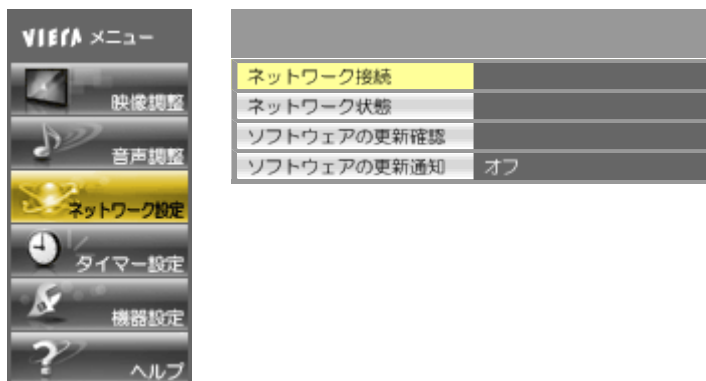 VIERA メニュー
映像調整
音声調整
ネットワーク設定
タイマー設定
機器設定
ヘルプ
ネットワーク接続
ネットワーク状態
ソフトウェアの更新確認
ソフトウェアの更新通知 オフ